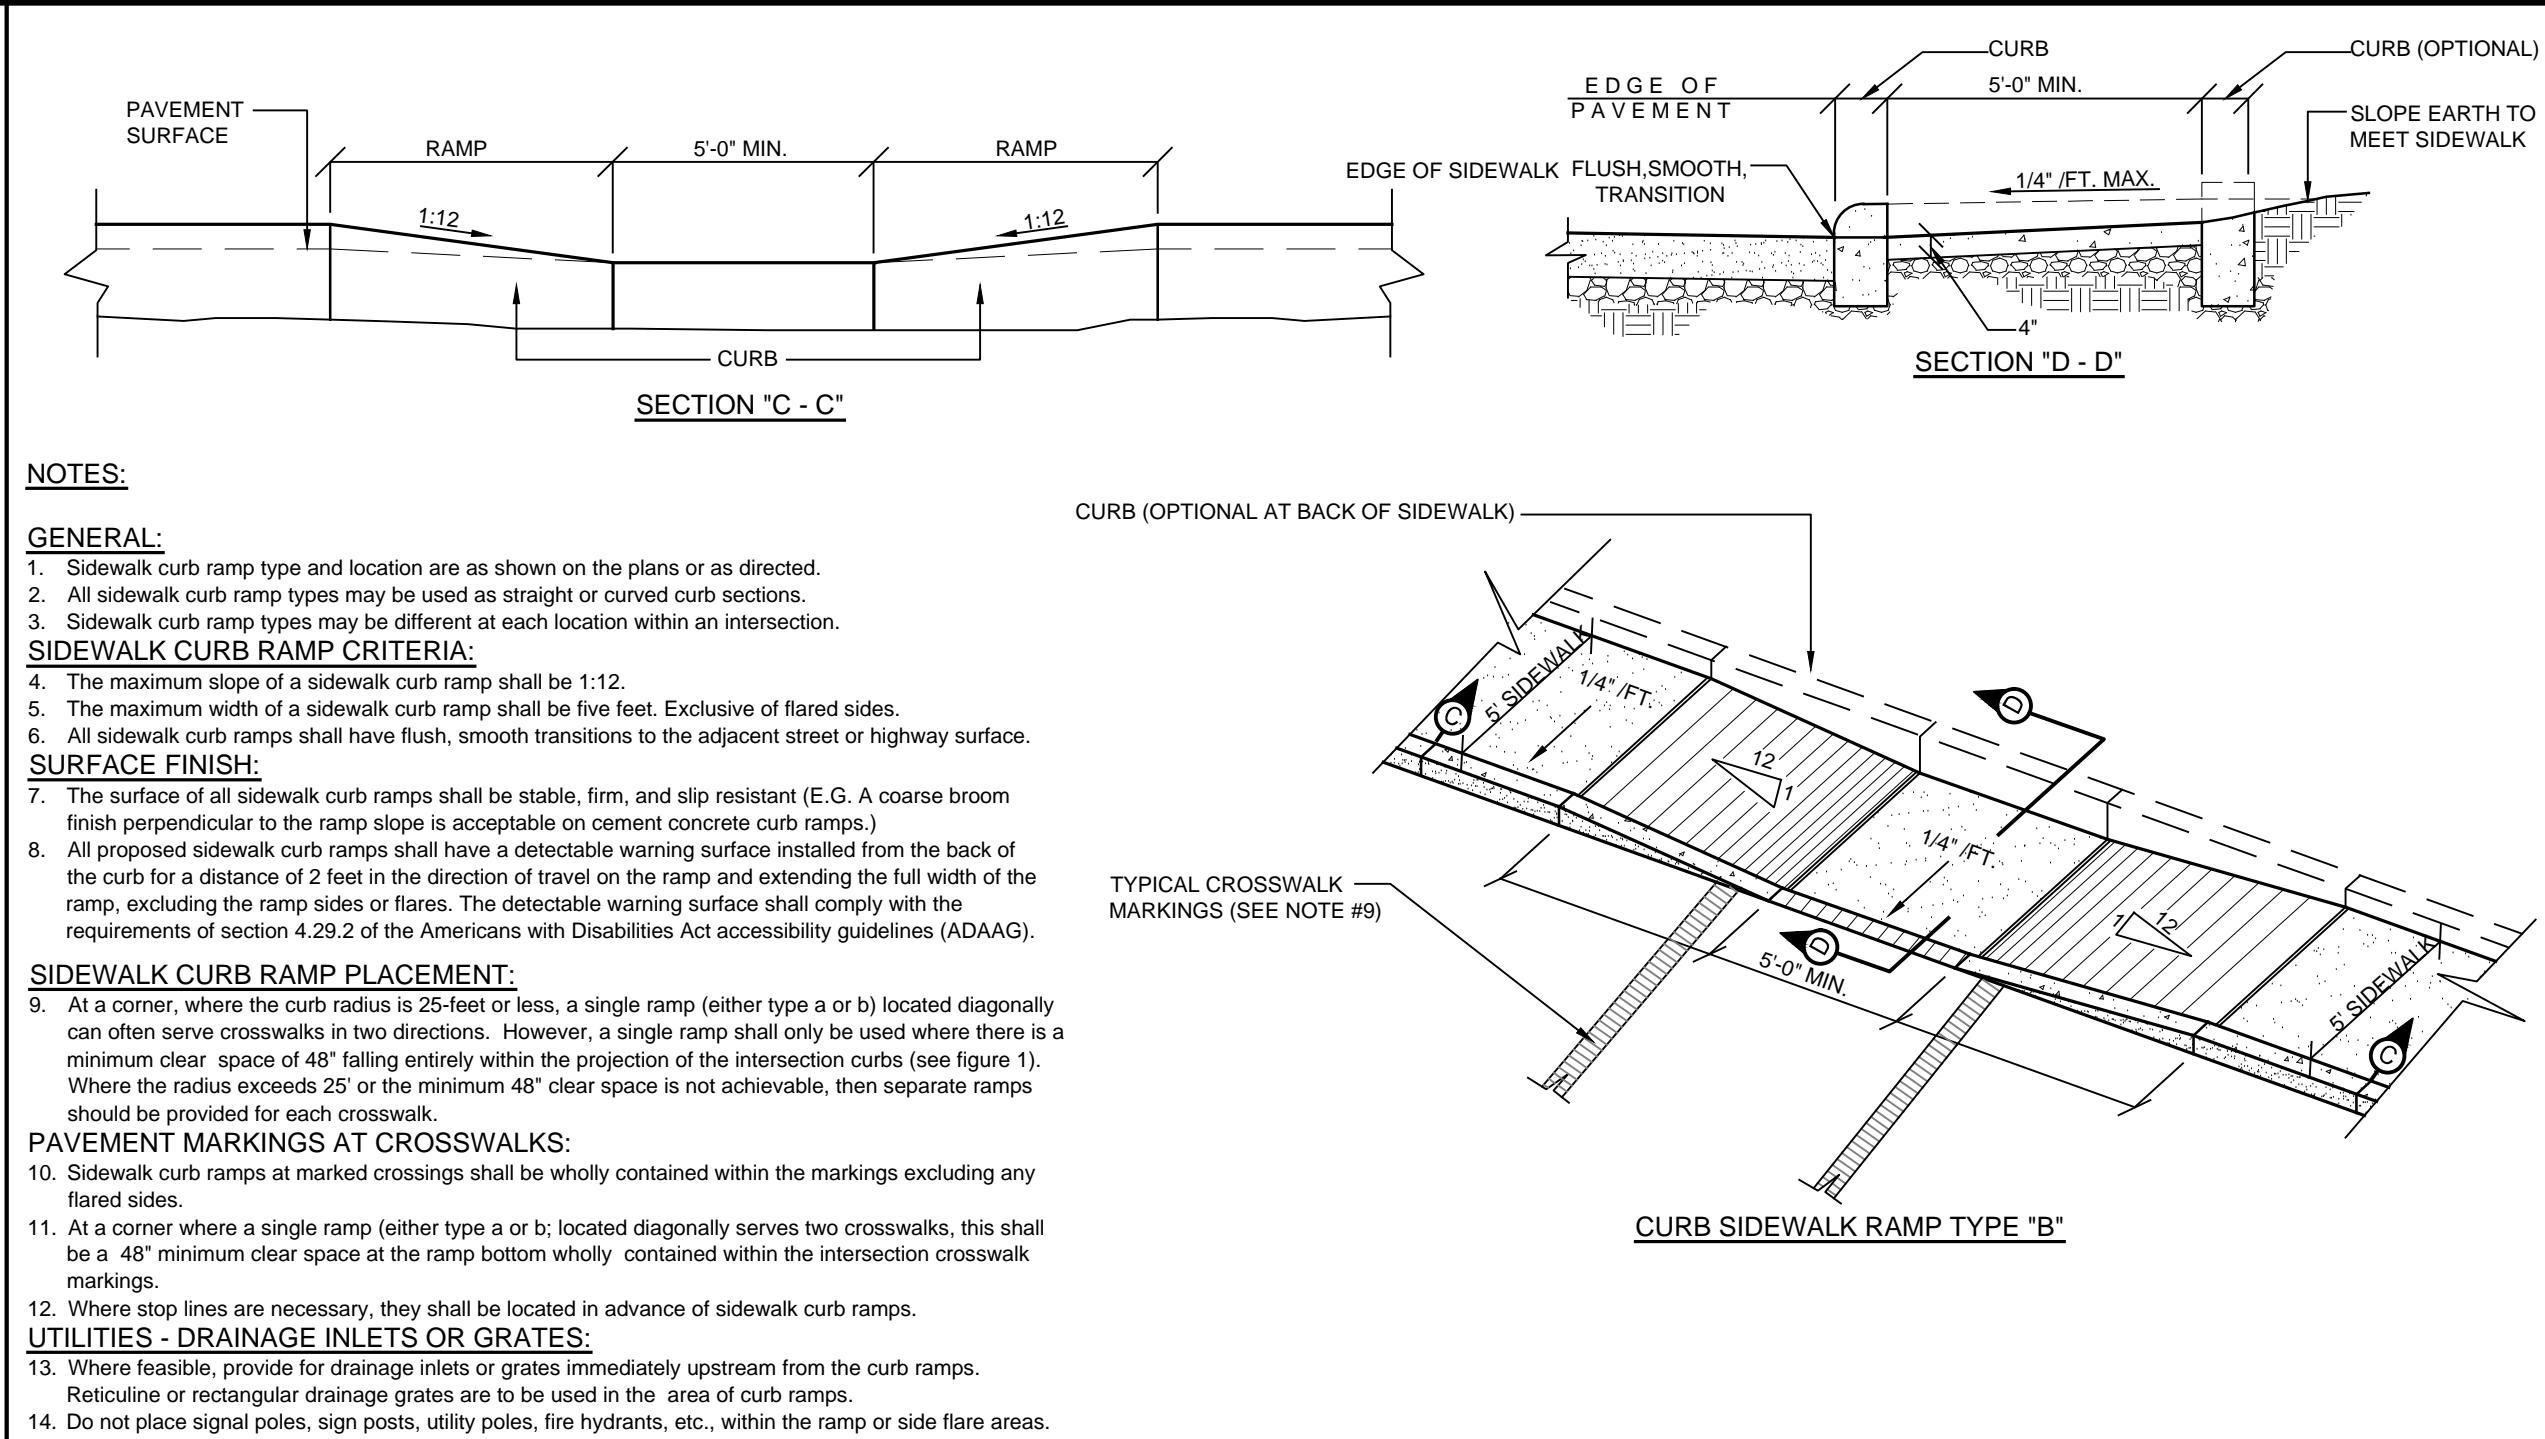 PAVEMENT
SURFACE
RAMP
5'-0" MIN.
RAMP
1:12
1:12
CURB
SECTION "C - C"
EDGE OF SIDEWALK
CURB
CURB (OPTIONAL)
EDGE OF
PAVEMENT
5'-0" MIN.
SLOPE EARTH TO
MEET SIDEWALK
FLUSH,SMOOTH,
TRANSITION
1/4" /FT. MAX.
4"
SECTION "D - D"
NOTES:
GENERAL:
1. Sidewalk curb ramp type and location are as shown on the plans or as directed.
2. All sidewalk curb ramp types may be used as straight or curved curb sections.
3. Sidewalk curb ramp types may be different at each location within an intersection.
SIDEWALK CURB RAMP CRITERIA:
4. The maximum slope of a sidewalk curb ramp shall be 1:12.
5. The maximum width of a sidewalk curb ramp shall be five feet. Exclusive of flared sides.
6. All sidewalk curb ramps shall have flush, smooth transitions to the adjacent street or highway surface.
SURFACE FINISH:
7. The surface of all sidewalk curb ramps shall be stable, firm, and slip resistant (E.G. A coarse broom
finish perpendicular to the ramp slope is acceptable on cement concrete curb ramps.)
8. All proposed sidewalk curb ramps shall have a detectable warning surface installed from the back of
the curb for a distance of 2 feet in the direction of travel on the ramp and extending the full width of the
ramp, excluding the ramp sides or flares. The detectable warning surface shall comply with the
requirements of section 4.29.2 of the Americans with Disabilities Act accessibility guidelines (ADAAG).
SIDEWALK CURB RAMP PLACEMENT:
9. At a corner, where the curb radius is 25-feet or less, a single ramp (either type a or b) located diagonally
can often serve crosswalks in two directions. However, a single ramp shall only be used where there is a
minimum clear space of 48" falling entirely within the projection of the intersection curbs (see figure 1).
Where the radius exceeds 25' or the minimum 48" clear space is not achievable, then separate ramps
should be provided for each crosswalk.
PAVEMENT MARKINGS AT CROSSWALKS:
10. Sidewalk curb ramps at marked crossings shall be wholly contained within the markings excluding any
flared sides.
11. At a corner where a single ramp (either type a or b; located diagonally serves two crosswalks, this shall
be a 48" minimum clear space at the ramp bottom wholly contained within the intersection crosswalk
markings.
12. Where stop lines are necessary, they shall be located in advance of sidewalk curb ramps.
UTILITIES - DRAINAGE INLETS OR GRATES:
13. Where feasible, provide for drainage inlets or grates immediately upstream from the curb ramps.
Reticuline or rectangular drainage grates are to be used in the area of curb ramps.
14. Do not place signal poles, sign posts, utility poles, fire hydrants, etc., within the ramp or side flare areas.
CURB (OPTIONAL AT BACK OF SIDEWALK)
5' SIDEWALK
1/4" /FT.
C
D
12
1
1/4" /FT.
TYPICAL CROSSWALK
MARKINGS (SEE NOTE #9)
D
5'-0" MIN.
1
12
5' SIDEWALK
C
CURB SIDEWALK RAMP TYPE "B"